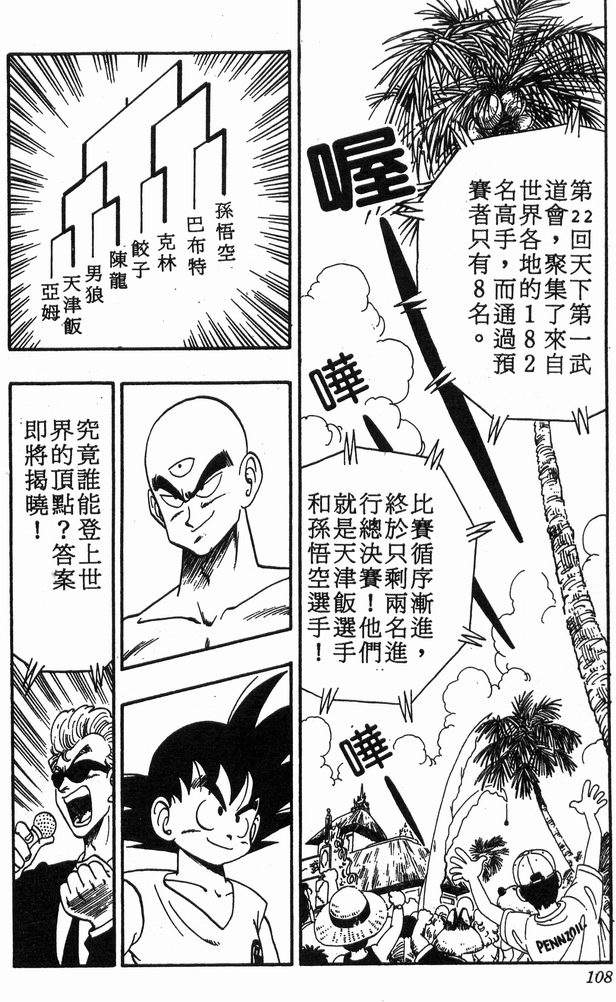 第22回天下第一武
道會，聚集了來自
世界各地的182
名高手，而通過預
賽者只有8名。
喔
嘩
比賽循序漸進，
終於只剩兩名進
行總決賽！他們
就是天津飯選手
和孫悟空選手！
嘩
PENNZOIL
孫悟空
巴布特
克林
餃子
陳龍
男狼
天津飯
亞姆
究竟誰能登上世
界的頂點？答案
即將揭曉！
108